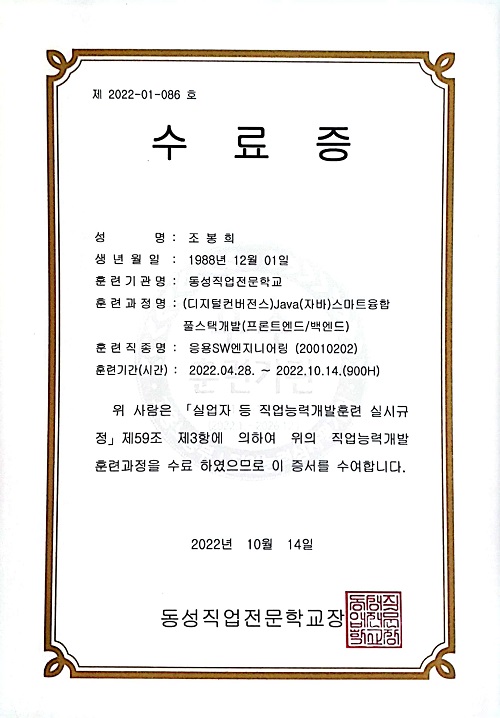 제 2022-01-086 호
수 료 증
성 명 : 조 봉 희
생 년 월 일 : 1988년 12월 01일
훈 련 기 관 명 : 동성직업전문학교
훈 련 과 정 명 : (디지털컨버전스)Java(자바)스마트융합
풀스택개발(프론트엔드/백엔드)
훈 련 직 종 명 : 응용SW엔지니어링 (20010202)
훈련기간(시간) : 2022.04.28. ~ 2022.10.14.(900H)
훈련기관
위 사람은 「실업자 등 직업능력개발훈련 실시규
정」제59조 제3항에 의하여 위의 직업능력개발
훈련과정을 수료 하였으므로 이 증서를 수여합니다.
2022년 10월 14일
동성직업전문학교장